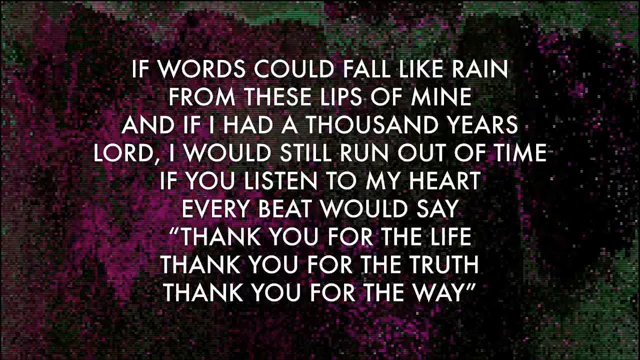 IF WORDS COULD FALL LIKE RAIN
FROM THESE LIPS OF MINE
AND IF I HAD A THOUSAND YEARS
LORD, I WOULD STILL RUN OUT OF TIME
IF YOU LISTEN TO MY HEART
EVERY BEAT WOULD SAY
“THANK YOU FOR THE LIFE
THANK YOU FOR THE TRUTH
THANK YOU FOR THE WAY”